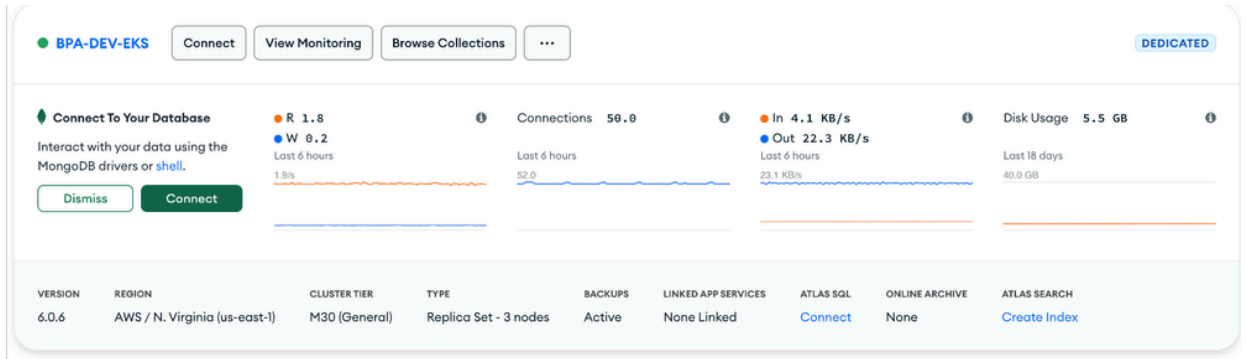 BPA-DEV-EKS Connect View Monitoring Browse Collections ... DEDICATED
Connect To Your Database
Interact with your data using the
MongoDB drivers or shell.
Dismiss Connect
R 1.8
W 0.2
Last 6 hours
1.9/s
Connections 50.0
Last 6 hours
52.0
In 4.1 KB/s
Out 22.3 KB/s
Last 6 hours
23.1 KB/s
Disk Usage 5.5 GB
Last 18 days
40.0 GB
VERSION REGION CLUSTER TIER TYPE BACKUPS LINKED APP SERVICES ATLAS SQL ONLINE ARCHIVE ATLAS SEARCH
6.0.6 AWS / N. Virginia (us-east-1) M30 (General) Replica Set - 3 nodes Active None Linked Connect None Create Index